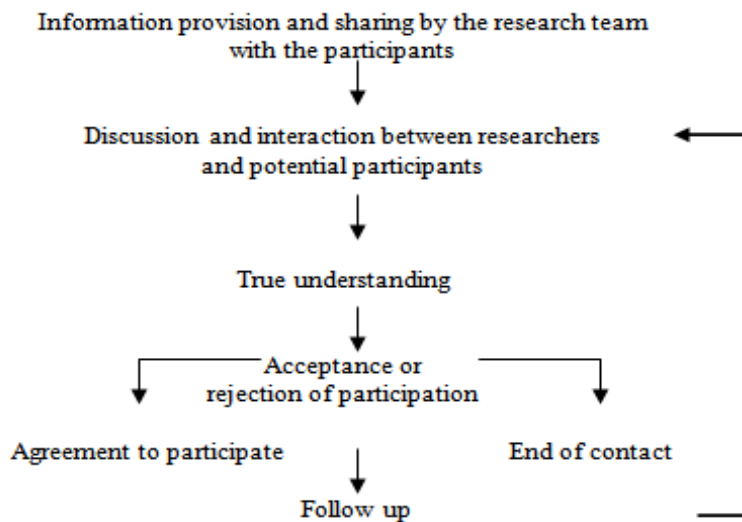 Information provision and sharing by the research team
with the participants
Discussion and interaction between researchers
and potential participants
True understanding
Acceptance or
rejection of participation
Agreement to participate
End of contact
Follow up